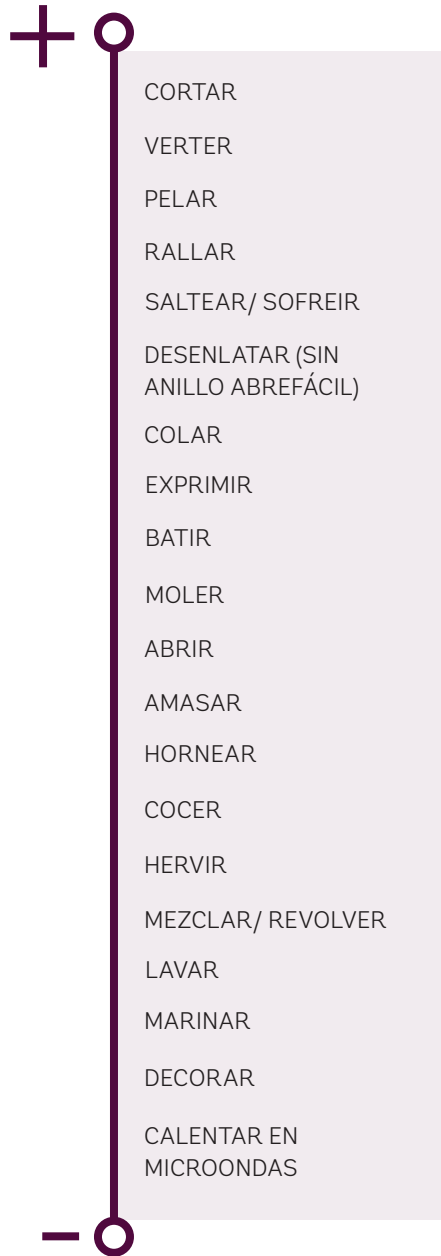 +
CORTAR
VERTER
PELAR
RALLAR
SALTEAR/ SOFREIR
DESENLATAR (SIN
ANILLO ABREFÁCIL)
COLAR
EXPRIMIR
BATIR
MOLER
ABRIR
AMASAR
HORNEAR
COCER
HERVIR
MEZCLAR/ REVOLVER
LAVAR
MARINAR
DECORAR
CALENTAR EN
MICROONDAS
-